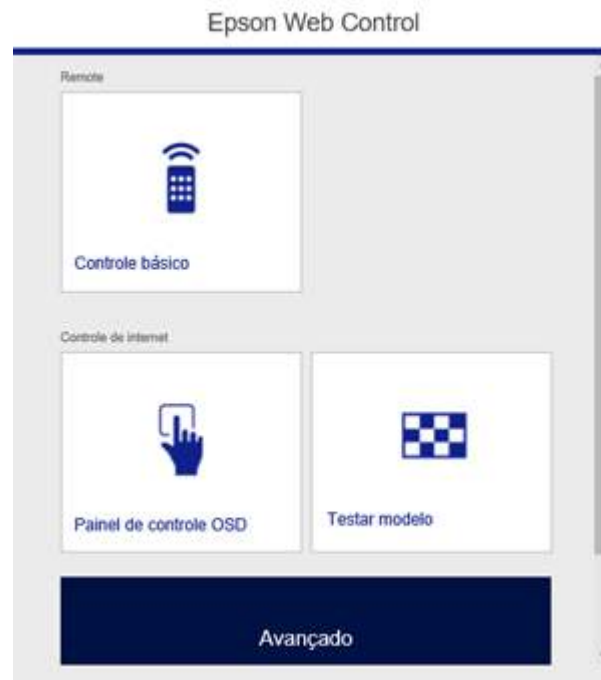 Epson Web Control
Remote
Controle básico
Controle de internet
Painel de controle OSD
Testar modelo
Avançado